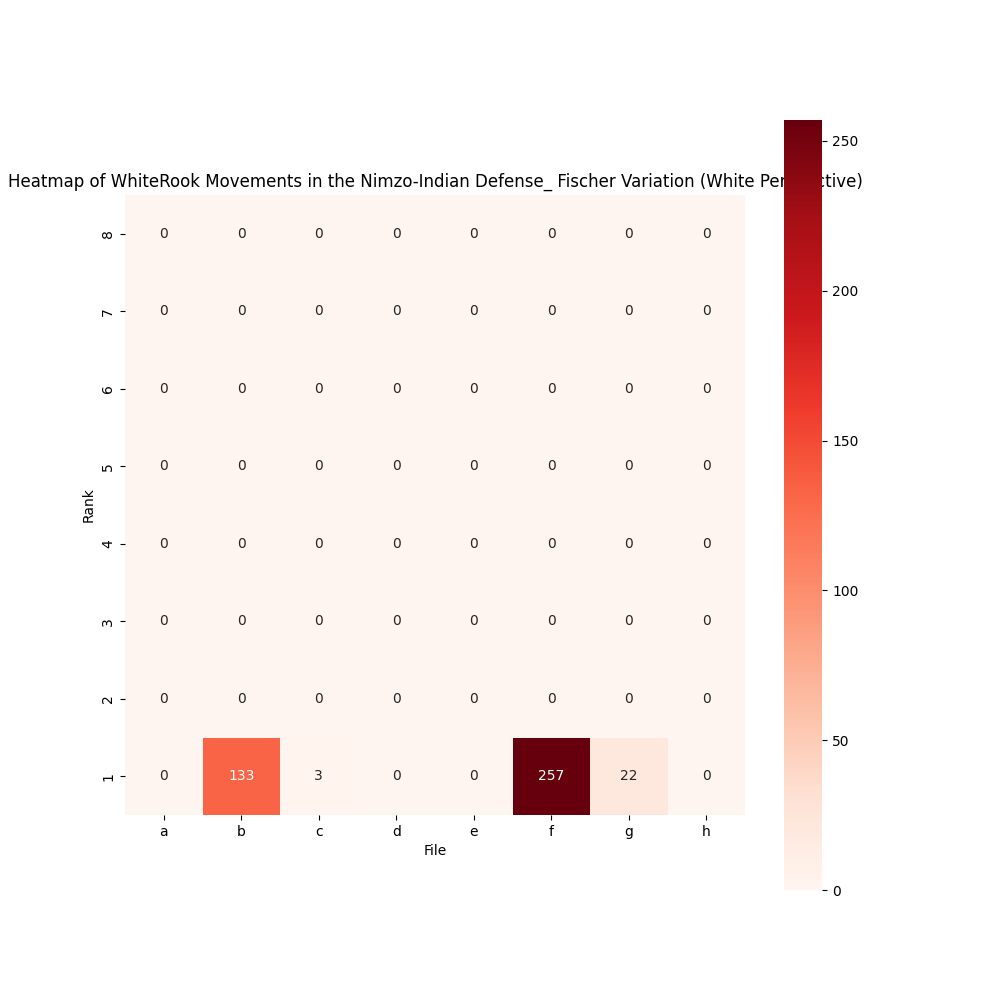 Heatmap of WhiteRook Movements in the Nimzo-Indian Defense_ Fischer Variation (White Perspective)
8 0 0 0 0 0 0 0 0
7 0 0 0 0 0 0 0 0
6 0 0 0 0 0 0 0 0
5 0 0 0 0 0 0 0 0
4 0 0 0 0 0 0 0 0
3 0 0 0 0 0 0 0 0
2 0 0 0 0 0 0 0 0
1 0 133 3 0 0 257 22 0
a b c d e f g h
File
Rank
250
200
150
100
50
0